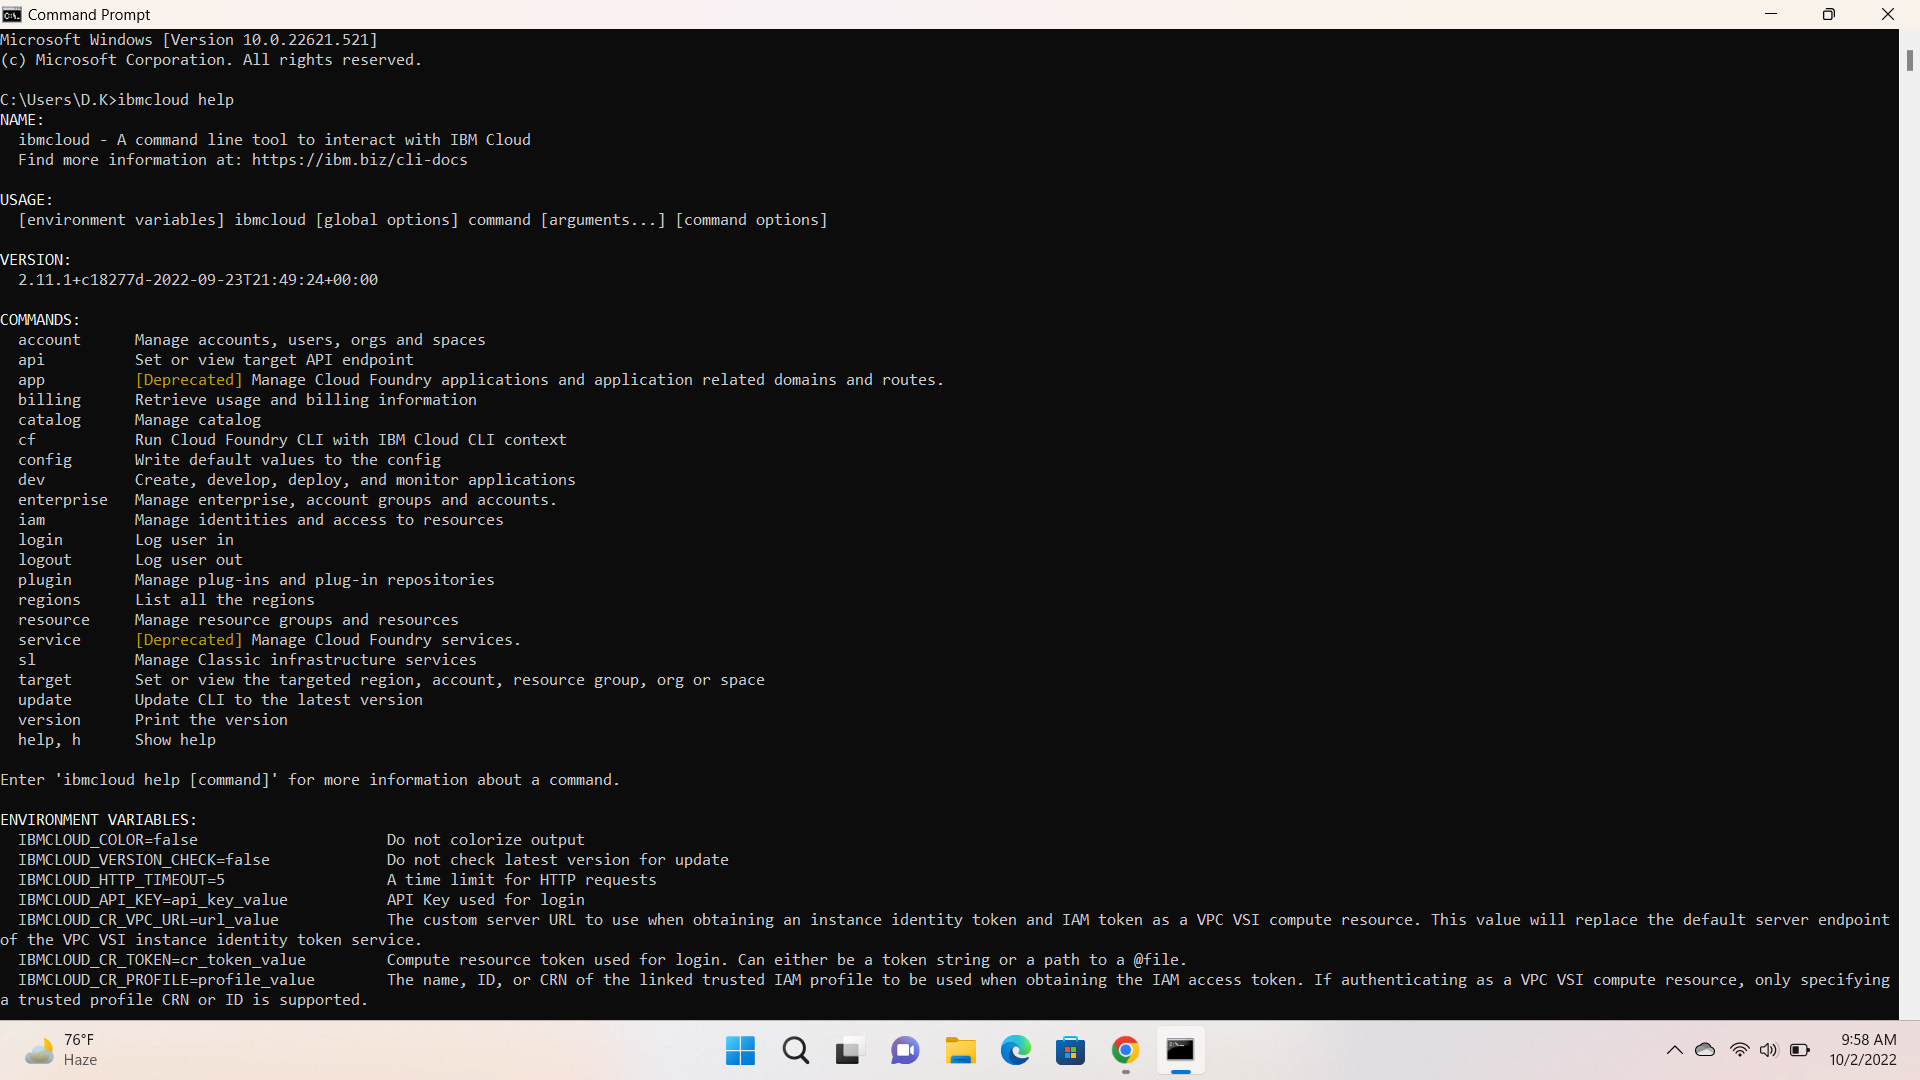 Command Prompt
Microsoft Windows [Version 10.0.22621.521]
(c) Microsoft Corporation. All rights reserved.
C:\Users\D.K>ibmcloud help
NAME:
ibmcloud - A command line tool to interact with IBM Cloud
Find more information at: https://ibm.biz/cli-docs
USAGE:
[environment variables] ibmcloud [global options] command [arguments...] [command options]
VERSION:
2.11.1+c18277d-2022-09-23T21:49:24+00:00
COMMANDS:
account Manage accounts, users, orgs and spaces
api Set or view target API endpoint
app [Deprecated] Manage Cloud Foundry applications and application related domains and routes.
billing Retrieve usage and billing information
catalog Manage catalog
cf Run Cloud Foundry CLI with IBM Cloud CLI context
config Write default values to the config
dev Create, develop, deploy, and monitor applications
enterprise Manage enterprise, account groups and accounts.
iam Manage identities and access to resources
login Log user in
logout Log user out
plugin Manage plug-ins and plug-in repositories
regions List all the regions
resource Manage resource groups and resources
service [Deprecated] Manage Cloud Foundry services.
sl Manage Classic infrastructure services
target Set or view the targeted region, account, resource group, org or space
update Update CLI to the latest version
version Print the version
help, h Show help
Enter 'ibmcloud help [command]' for more information about a command.
ENVIRONMENT VARIABLES:
IBMCLOUD_COLOR=false Do not colorize output
IBMCLOUD_VERSION_CHECK=false Do not check latest version for update
IBMCLOUD_HTTP_TIMEOUT=5 A time limit for HTTP requests
IBMCLOUD_API_KEY=api_key_value API Key used for login
IBMCLOUD_CR_VPC_URL=url_value The custom server URL to use when obtaining an instance identity token and IAM token as a VPC VSI compute resource. This value will replace the default server endpoint
of the VPC VSI instance identity token service.
IBMCLOUD_CR_TOKEN=cr_token_value Compute resource token used for login. Can either be a token string or a path to a @file.
IBMCLOUD_CR_PROFILE=profile_value The name, ID, or CRN of the linked trusted IAM profile to be used when obtaining the IAM access token. If authenticating as a VPC VSI compute resource, only specifying
a trusted profile CRN or ID is supported.
76°F
Haze
9:58 AM
10/2/2022